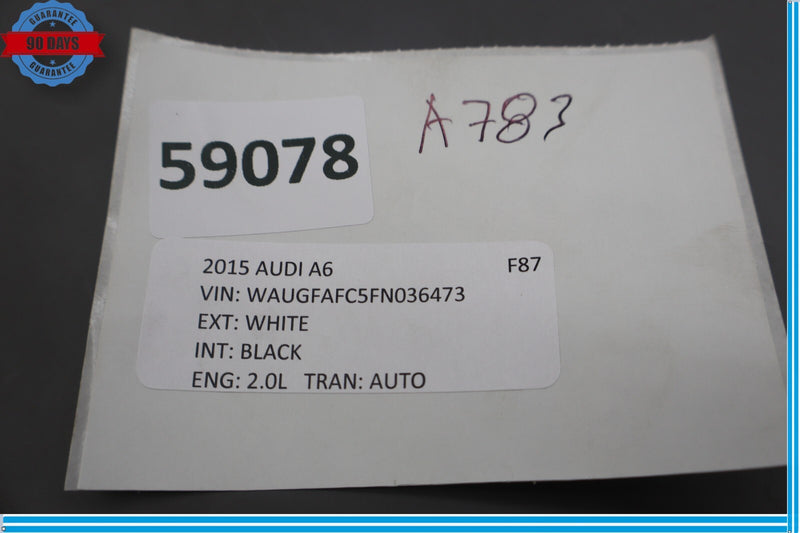 GUARANTEE
90 DAYS
GUARANTEE
A783
59078
2015 AUDI A6 F87
VIN: WAUGFAFC5FN036473
EXT: WHITE
INT: BLACK
ENG: 2.0L TRAN: AUTO